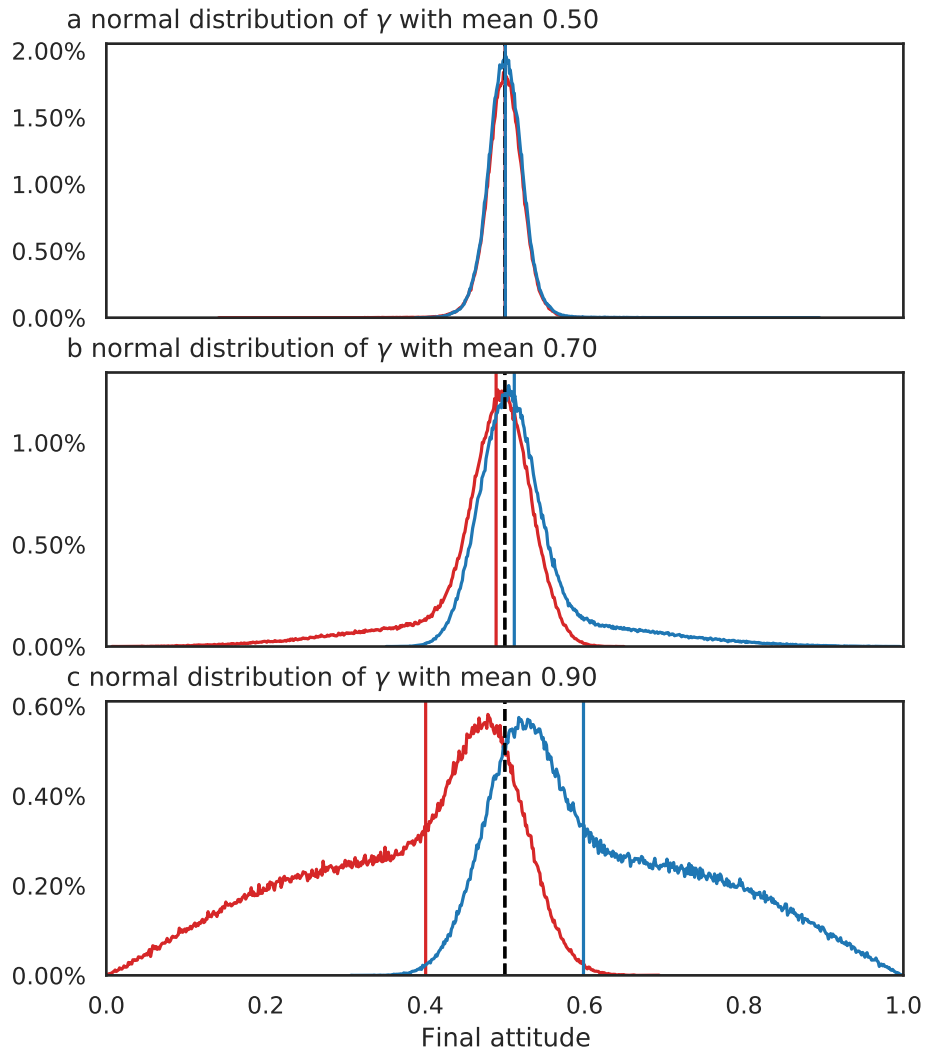 a normal distribution of γ with mean 0.50
2.00%
1.50%
1.00%
0.50%
0.00%
b normal distribution of γ with mean 0.70
1.00%
0.50%
0.00%
c normal distribution of γ with mean 0.90
0.60%
0.40%
0.20%
0.00%
0.0 0.2 0.4 0.6 0.8 1.0
Final attitude